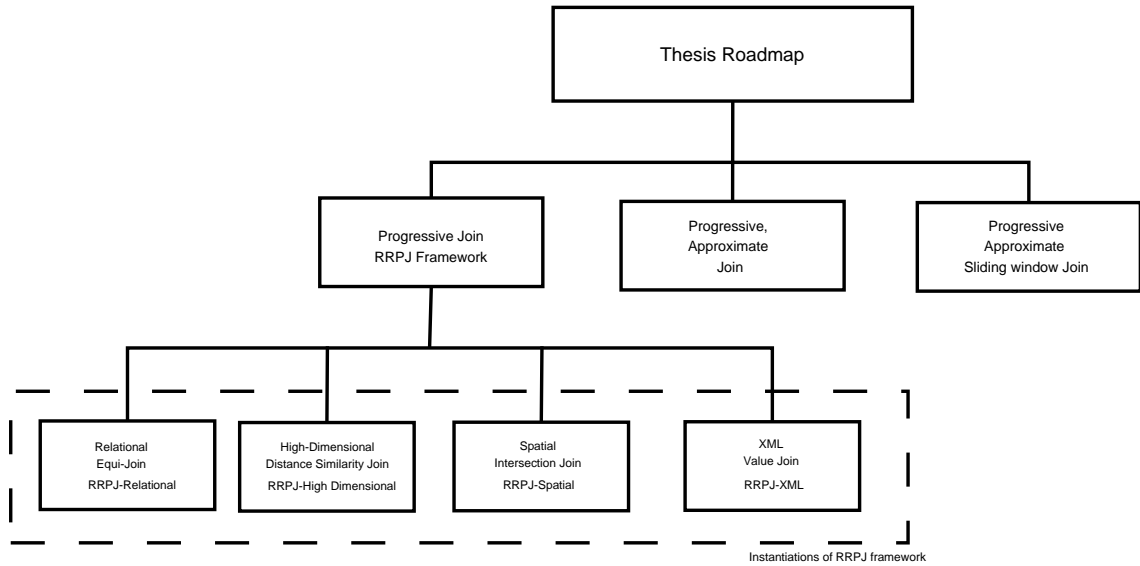 Thesis Roadmap
Progressive Join
RRPJ Framework
Progressive,
Approximate
Join
Progressive
Approximate
Sliding window Join
Relational
Equi-Join
RRPJ-Relational
High-Dimensional
Distance Similarity Join
RRPJ-High Dimensional
Spatial
Intersection Join
RRPJ-Spatial
XML
Value Join
RRPJ-XML
Instantiations of RRPJ framework